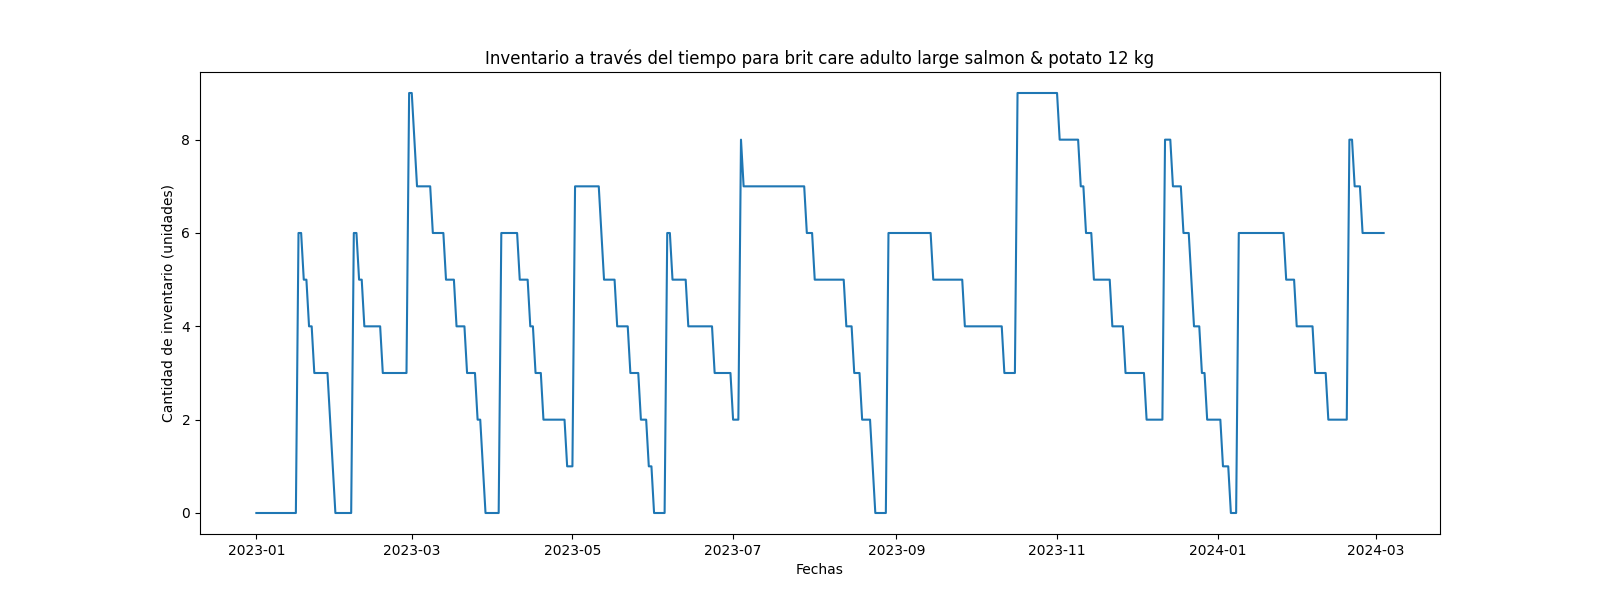 Inventario a través del tiempo para brit care adulto large salmon & potato 12 kg
Cantidad de inventario (unidades)
8
6
4
2
0
2023-01 2023-03 2023-05 2023-07 2023-09 2023-11 2024-01 2024-03
Fechas